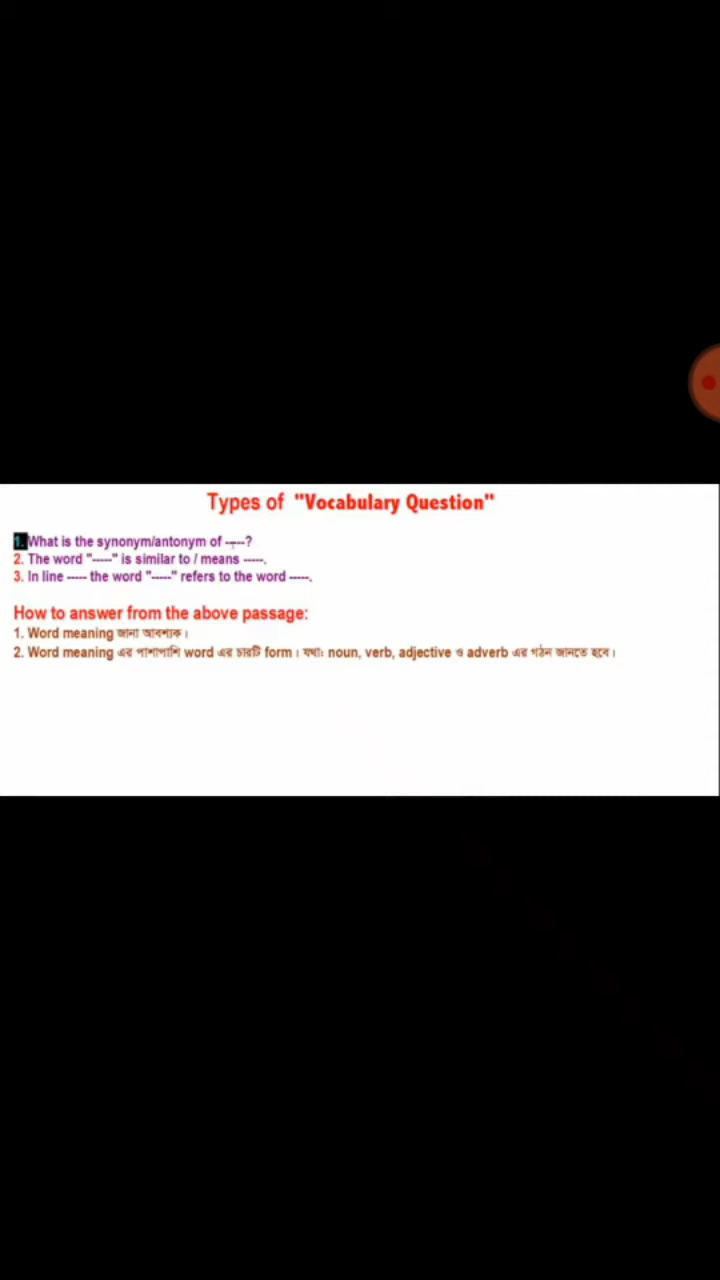 Types of "Vocabulary Question"
1. What is the synonym/antonym of -----?
2. The word "-----" is similar to / means -----.
3. In line ----- the word "-----" refers to the word -----.
How to answer from the above passage:
1. Word meaning জানা আবশ্যক।
2. Word meaning এর পাশাপাশি word এর চারটি form। যথাঃ noun, verb, adjective ও adverb এর গঠন জানতে হবে।